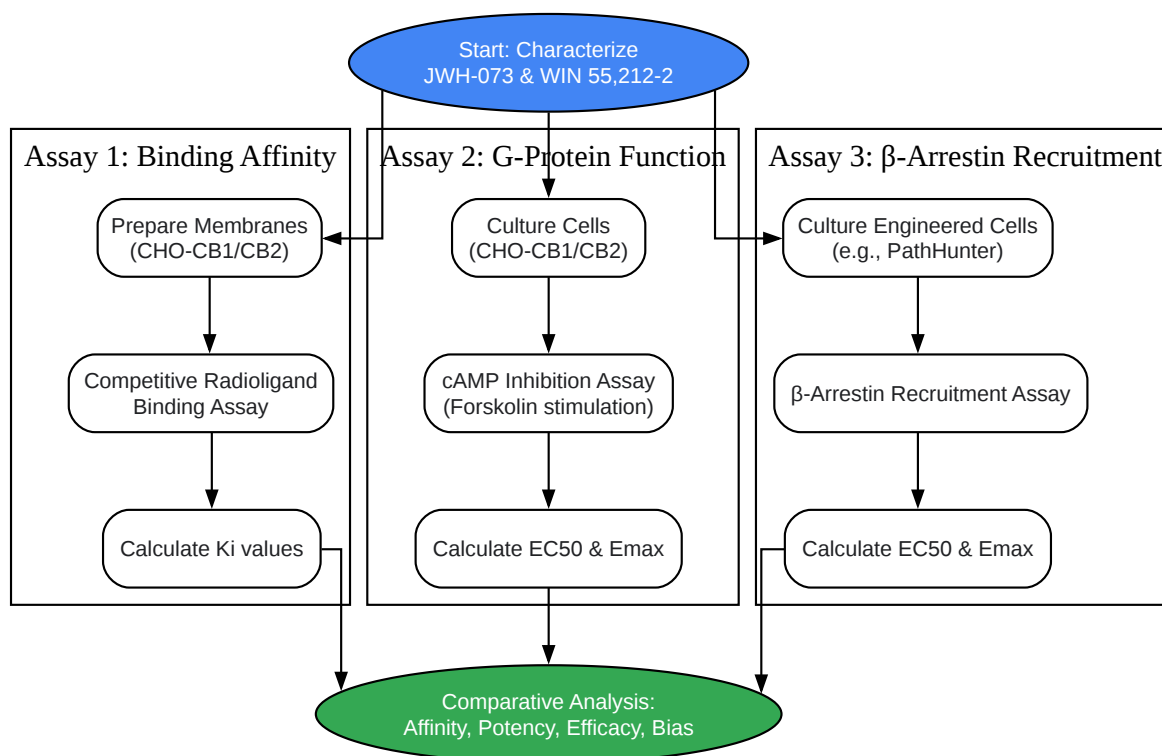 Start: Characterize
JWH-073 & WIN 55,212-2
Assay 1: Binding Affinity
Prepare Membranes
(CHO-CB1/CB2)
Competitive Radioligand
Binding Assay
Calculate Ki values
Assay 2: G-Protein Function
Culture Cells
(CHO-CB1/CB2)
cAMP Inhibition Assay
(Forskolin stimulation)
Calculate EC50 & Emax
Assay 3: β-Arrestin Recruitment
Culture Engineered Cells
(e.g., PathHunter)
β-Arrestin Recruitment Assay
Calculate EC50 & Emax
Comparative Analysis:
Affinity, Potency, Efficacy, Bias